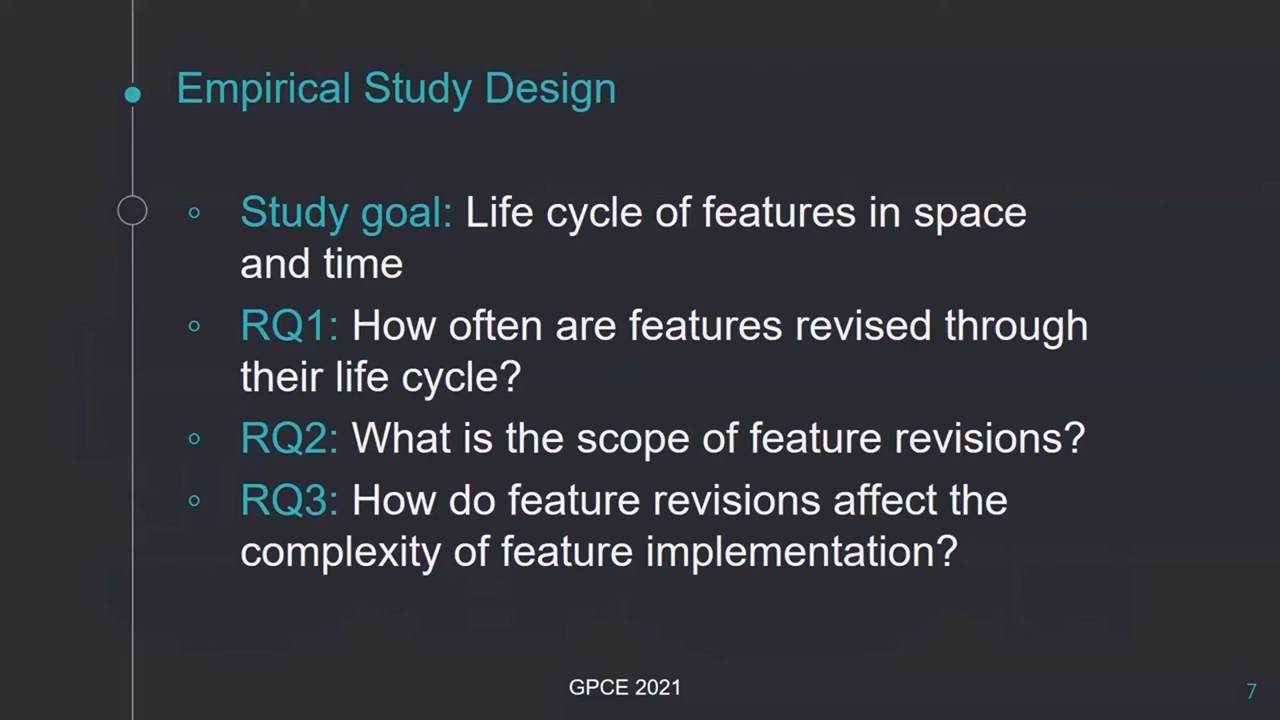 Empirical Study Design
Study goal: Life cycle of features in space
and time
RQ1: How often are features revised through
their life cycle?
RQ2: What is the scope of feature revisions?
RQ3: How do feature revisions affect the
complexity of feature implementation?
GPCE 2021
7